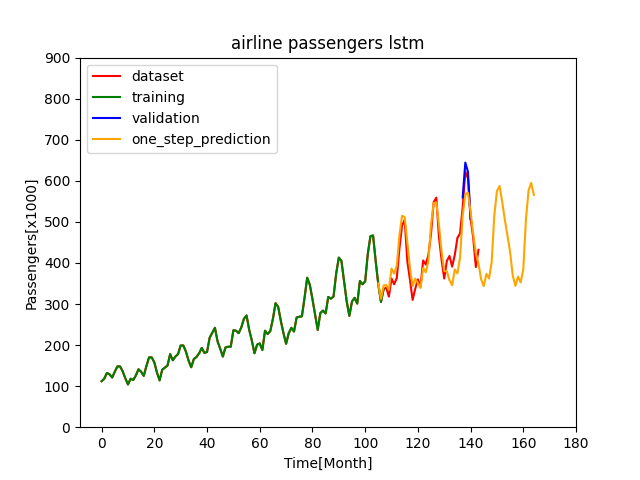 airline passengers lstm
900
800
700
600
500
400
300
200
100
0
Passengers[x1000]
dataset
training
validation
one_step_prediction
0 20 40 60 80 100 120 140 160 180
Time[Month]